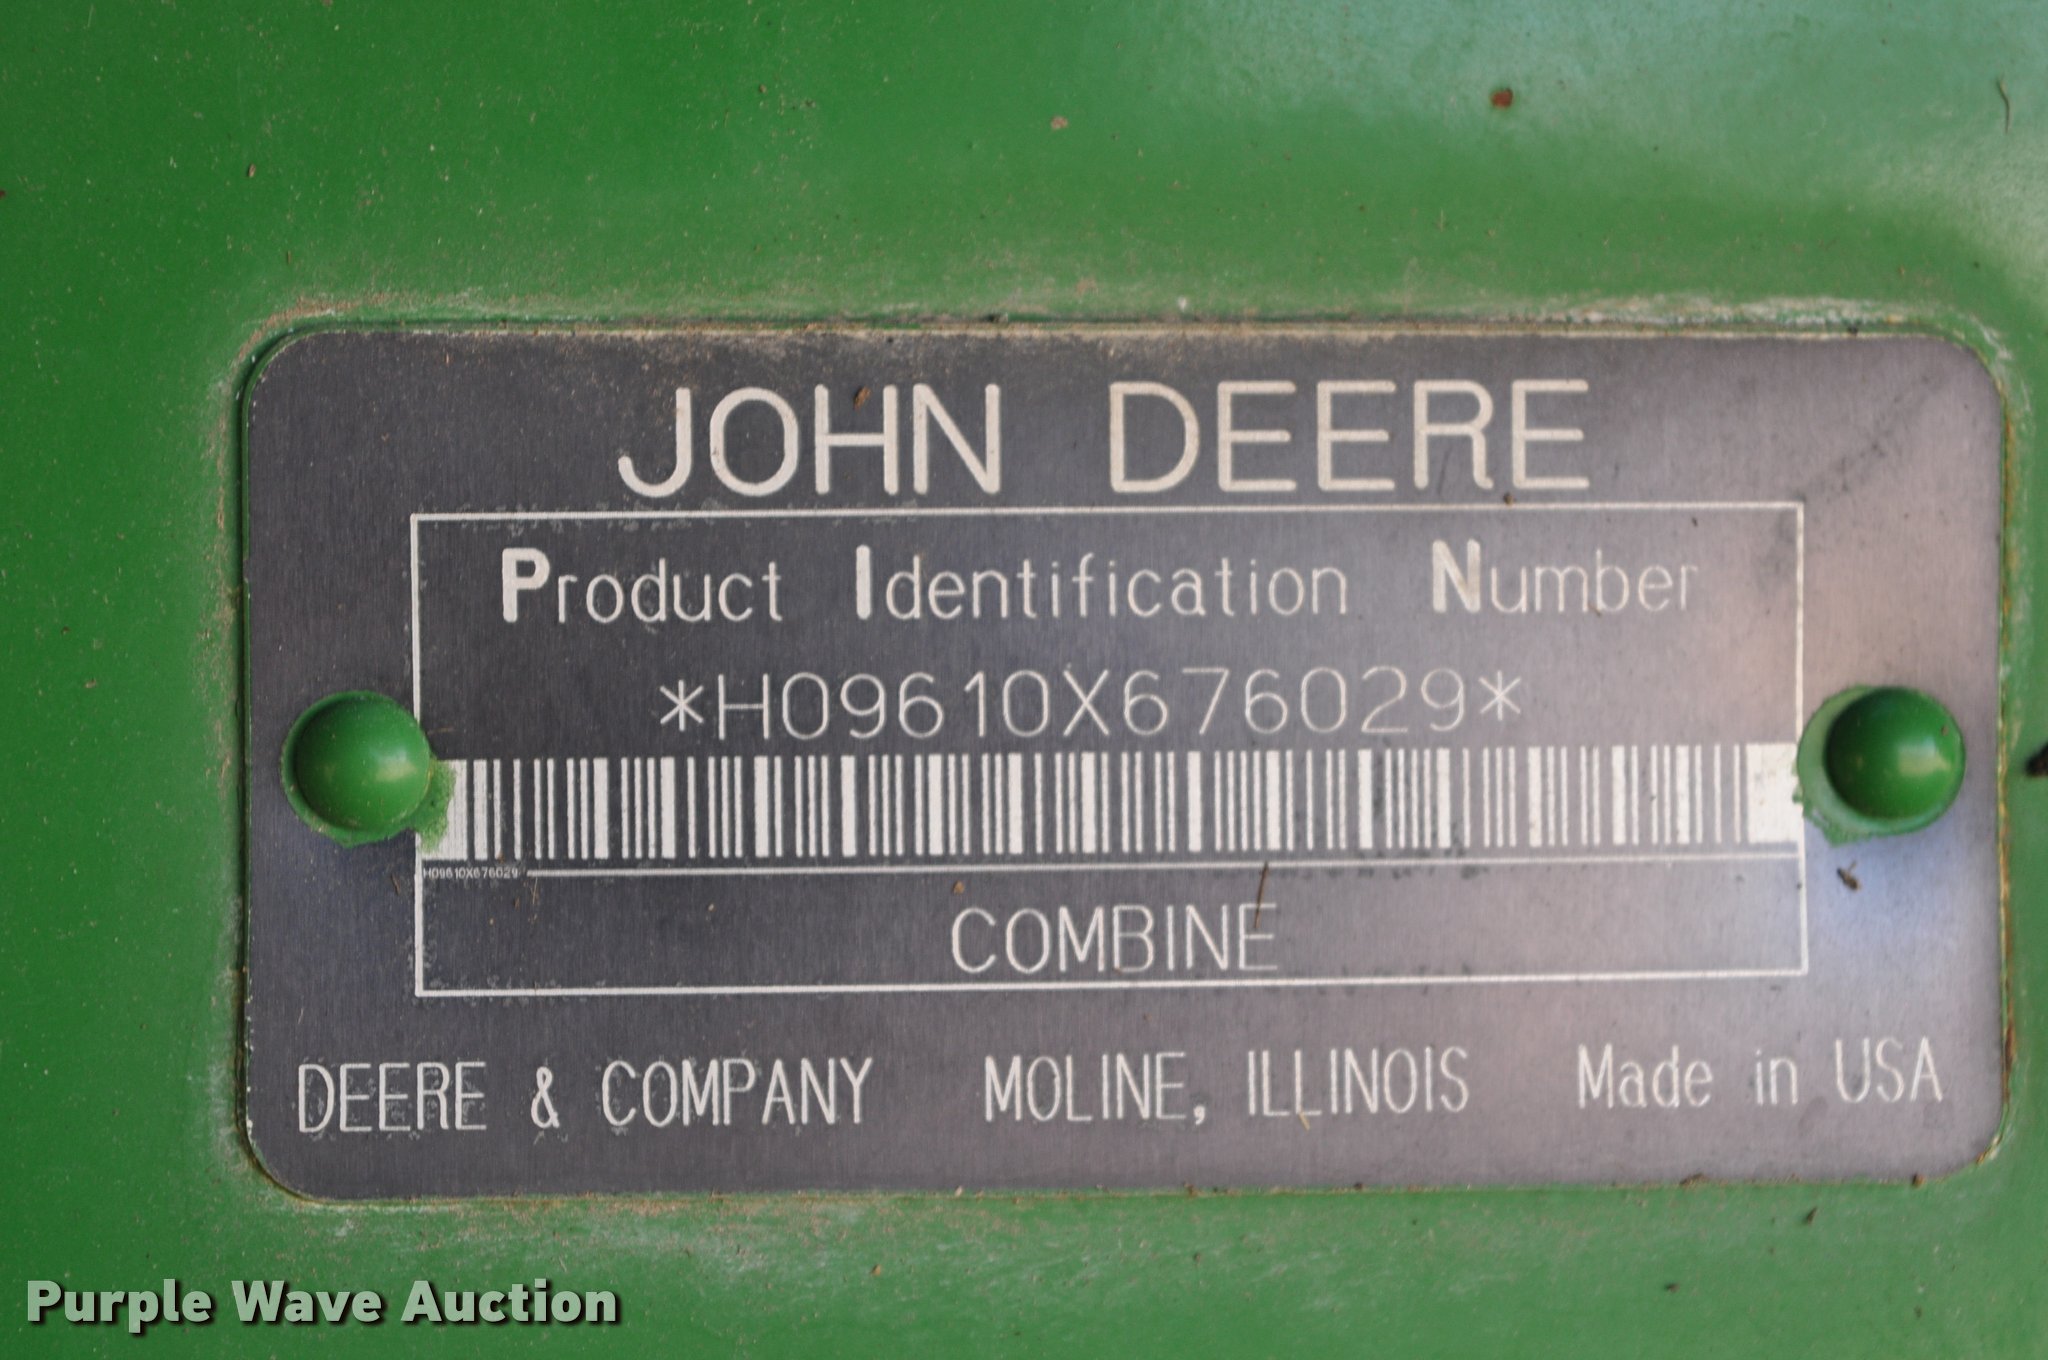 JOHN DEERE
Product Identification Number
*H09610X676029*
H09610X676029
COMBINE
DEERE & COMPANY MOLINE, ILLINOIS Made in USA
Purple Wave Auction